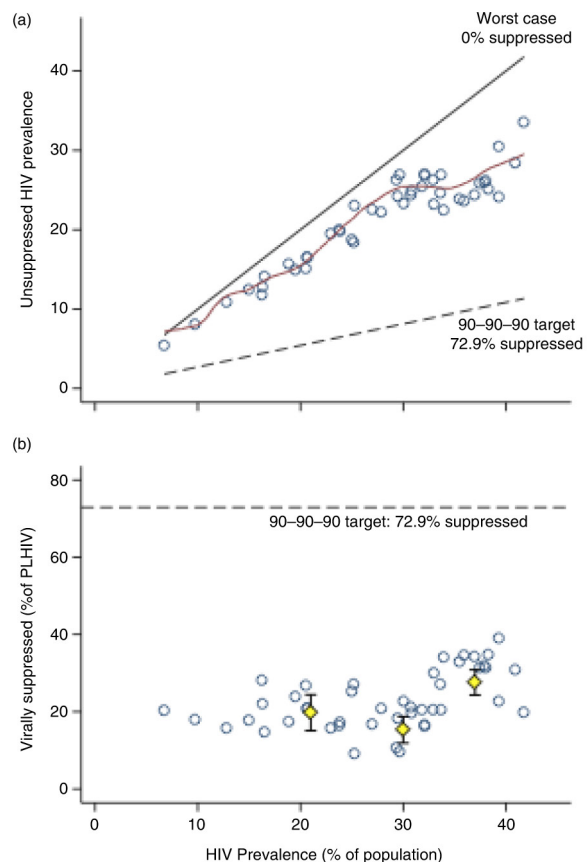 (a)
Worst case
0% suppressed
Unsuppressed HIV prevalence
40
30
20
10
0
90–90–90 target
72.9% suppressed
(b)
Virally suppressed (%of PLHIV)
80
60
40
20
0
90–90–90 target: 72.9% suppressed
0 10 20 30 40
HIV Prevalence (% of population)